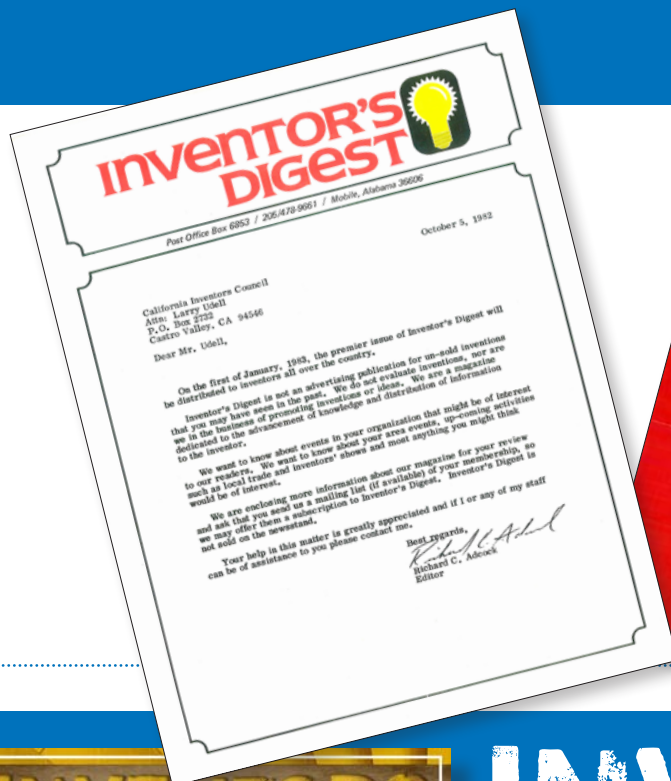 INVENTOR'S
DIGEST
Post Office Box 6853 / 205/478-9661 / Mobile, Alabama 36606
October 5, 1982
California Inventors Council
Attn: Larry Udell
P.O. Box 2732
Castro Valley, CA 94546
Dear Mr. Udell,
On the first of January, 1983, the premier issue of Inventor's Digest will
be distributed to inventors all over the country.
Inventor's Digest is not an advertising publication for un-sold inventions
that you may have seen in the past. We do not evaluate inventions, nor are
we in the business of promoting inventions or ideas. We are a magazine
dedicated to the advancement of knowledge and distribution of information
to the inventor.
We want to know about events in your organization that might be of interest
to our readers. We want to know about your area events, up-coming activities
such as local trade and inventors' shows and most anything you might think
would be of interest.
We are enclosing more information about our magazine for your review
and ask that you send us a mailing list (if available) of your membership, so
we may offer them a subscription to Inventor's Digest. Inventor's Digest is
not sold on the newsstand.
Your help in this matter is greatly appreciated and if I or any of my staff
can be of assistance to you please contact me.
Best regards,
Richard C. Adcock
Richard C. Adcock
Editor